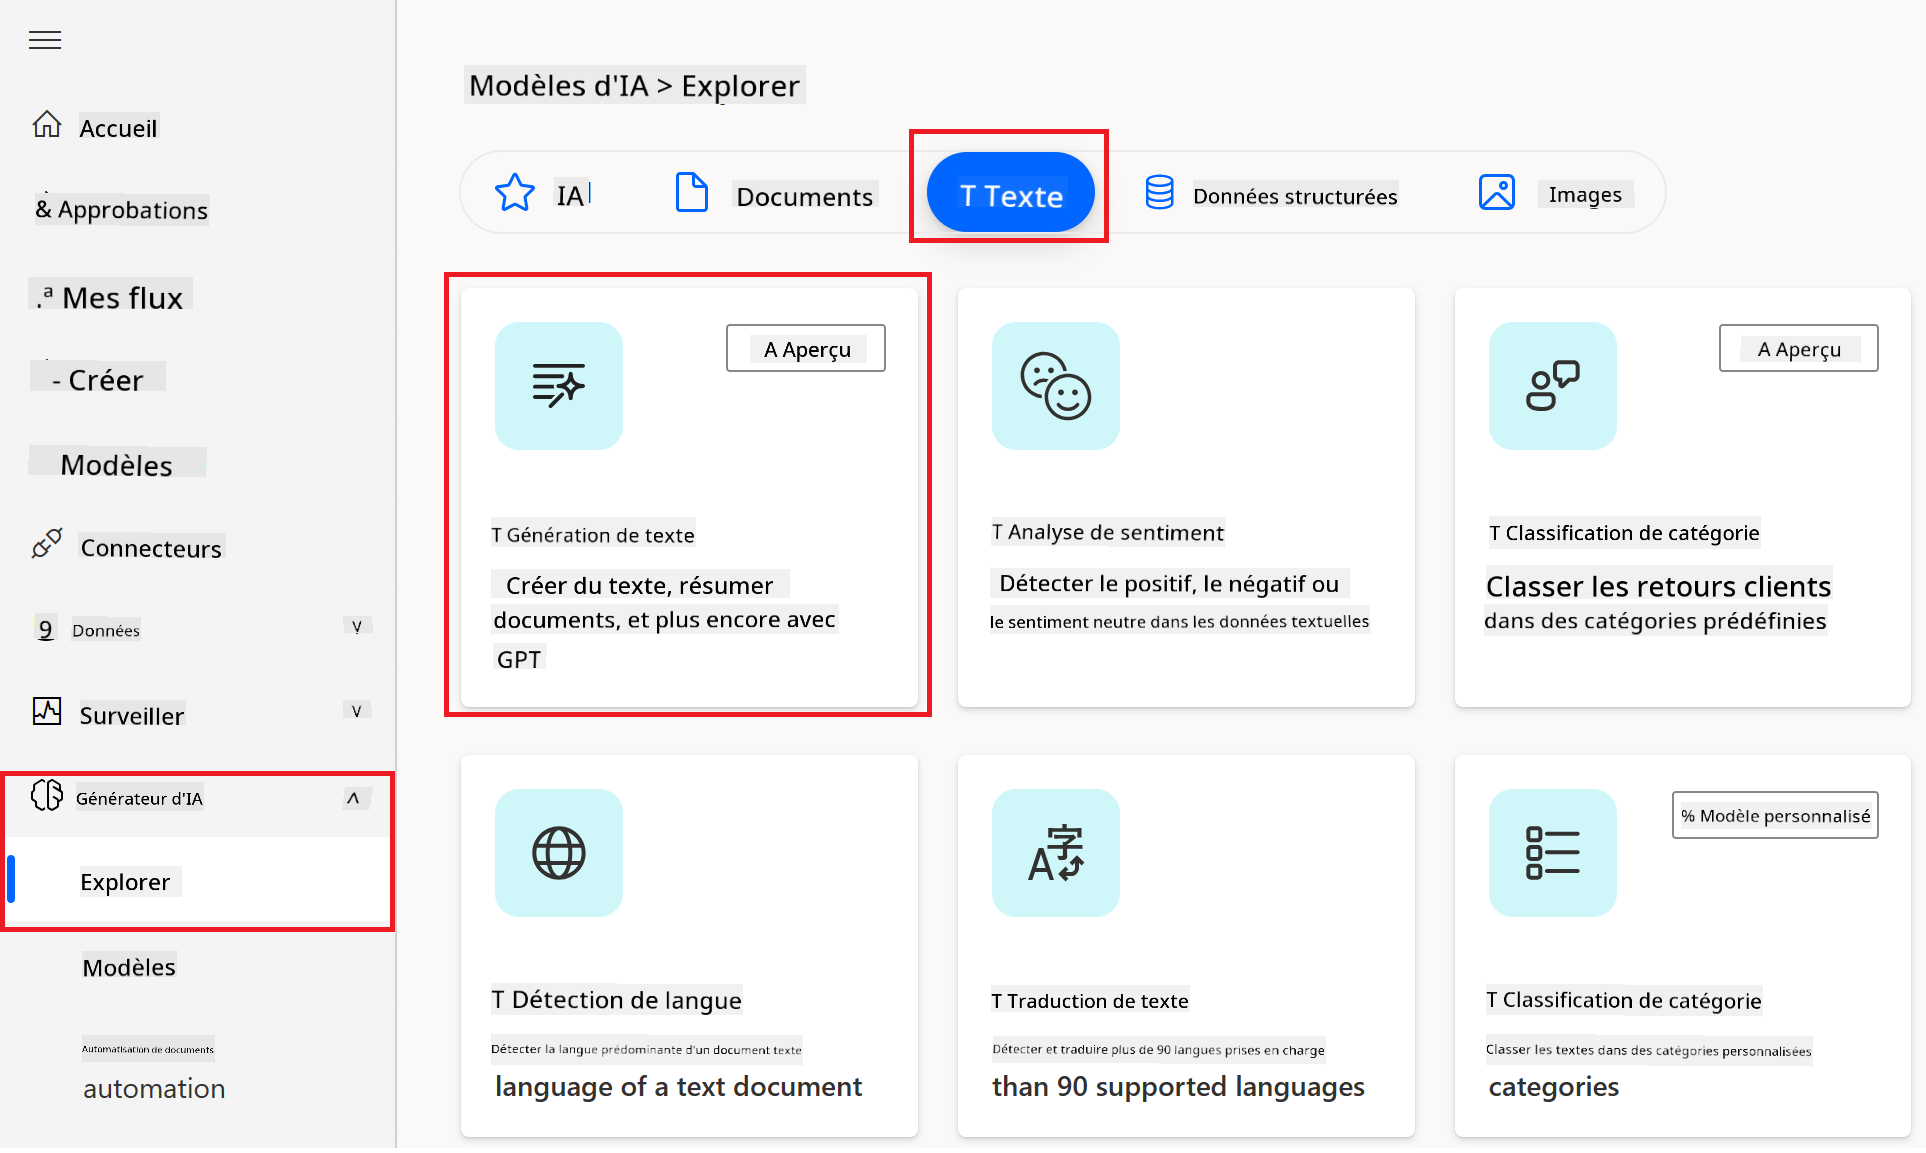 Accueil
& Approbations
.ª Mes flux
- Créer
Modèles
Connecteurs
9 Données
Surveiller
Générateur d'IA
Explorer
Modèles
Automatisation de documents
automation
Modèles d'IA > Explorer
IA
Documents
T Texte
Données structurées
Images
A Aperçu
T Génération de texte
Créer du texte, résumer
documents, et plus encore avec
GPT
T Analyse de sentiment
Détecter le positif, le négatif ou
le sentiment neutre dans les données textuelles
A Aperçu
T Classification de catégorie
Classer les retours clients
dans des catégories prédéfinies
T Détection de langue
Détecter la langue prédominante d'un document texte
language of a text document
字
A
T Traduction de texte
Détecter et traduire plus de 90 langues prises en charge
than 90 supported languages
% Modèle personnalisé
T Classification de catégorie
Classer les textes dans des catégories personnalisées
categories